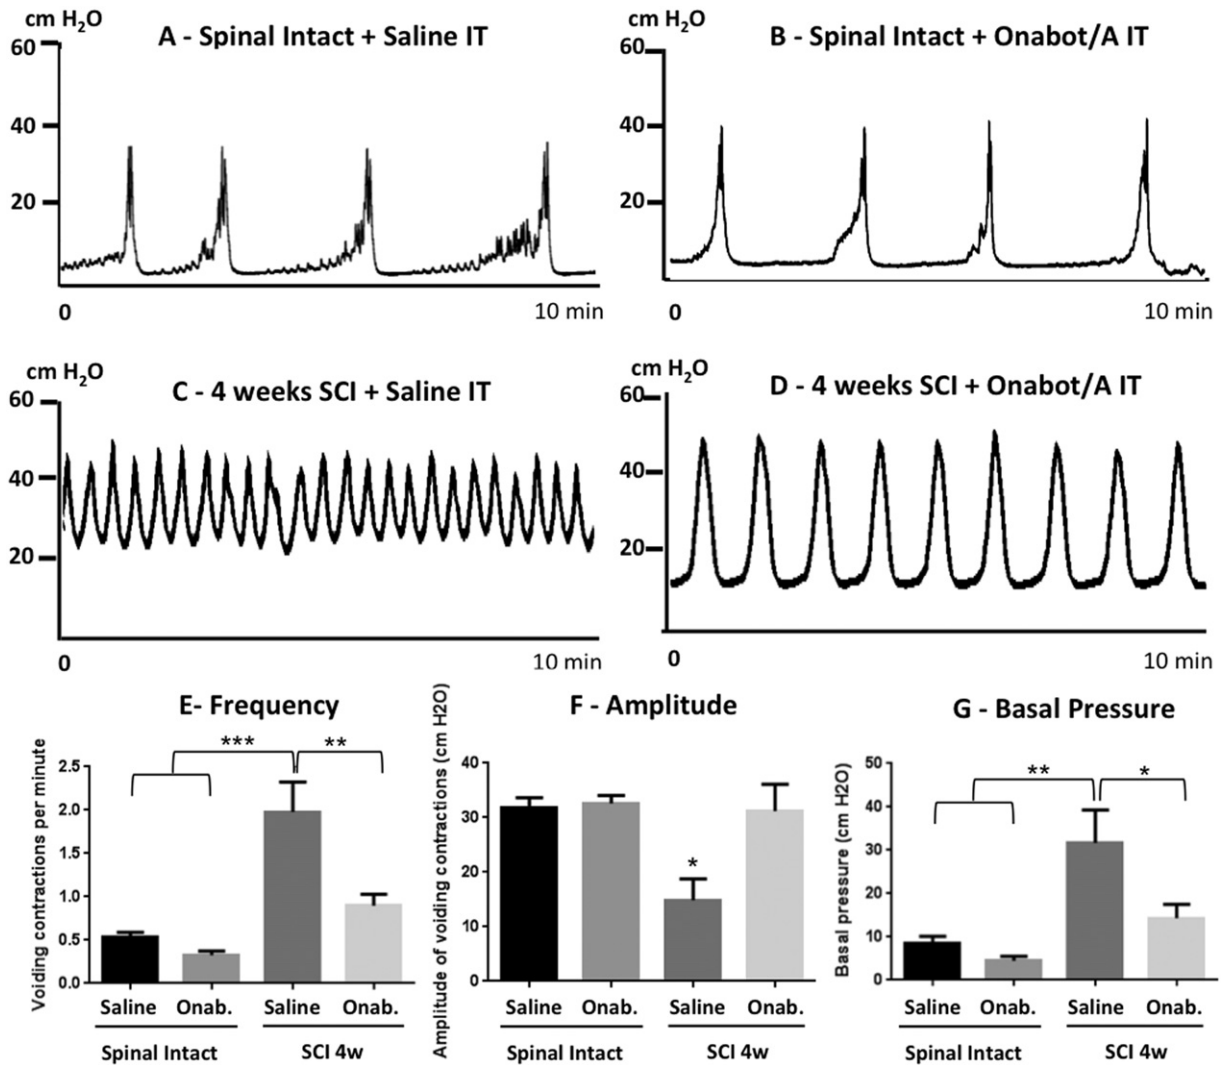 cm H2O
A - Spinal Intact + Saline IT
60
40
20
0
10 min
cm H2O
B - Spinal Intact + Onabot/A IT
60
40
20
0
10 min
cm H2O
C - 4 weeks SCI + Saline IT
60
40
20
0
10 min
cm H2O
D - 4 weeks SCI + Onabot/A IT
60
40
20
0
10 min
E- Frequency
Voiding contractions per minute
2.5
2.0
1.5
1.0
0.5
0.0
***
**
Saline Onab. Saline Onab.
Spinal Intact SCI 4w
F - Amplitude
Amplitude of voiding contractions (cm H2O)
40
30
20
10
0
*
Saline Onab. Saline Onab.
Spinal Intact SCI 4w
G - Basal Pressure
Basal pressure (cm H2O)
50
40
30
20
10
0
**
*
Saline Onab. Saline Onab.
Spinal Intact SCI 4w